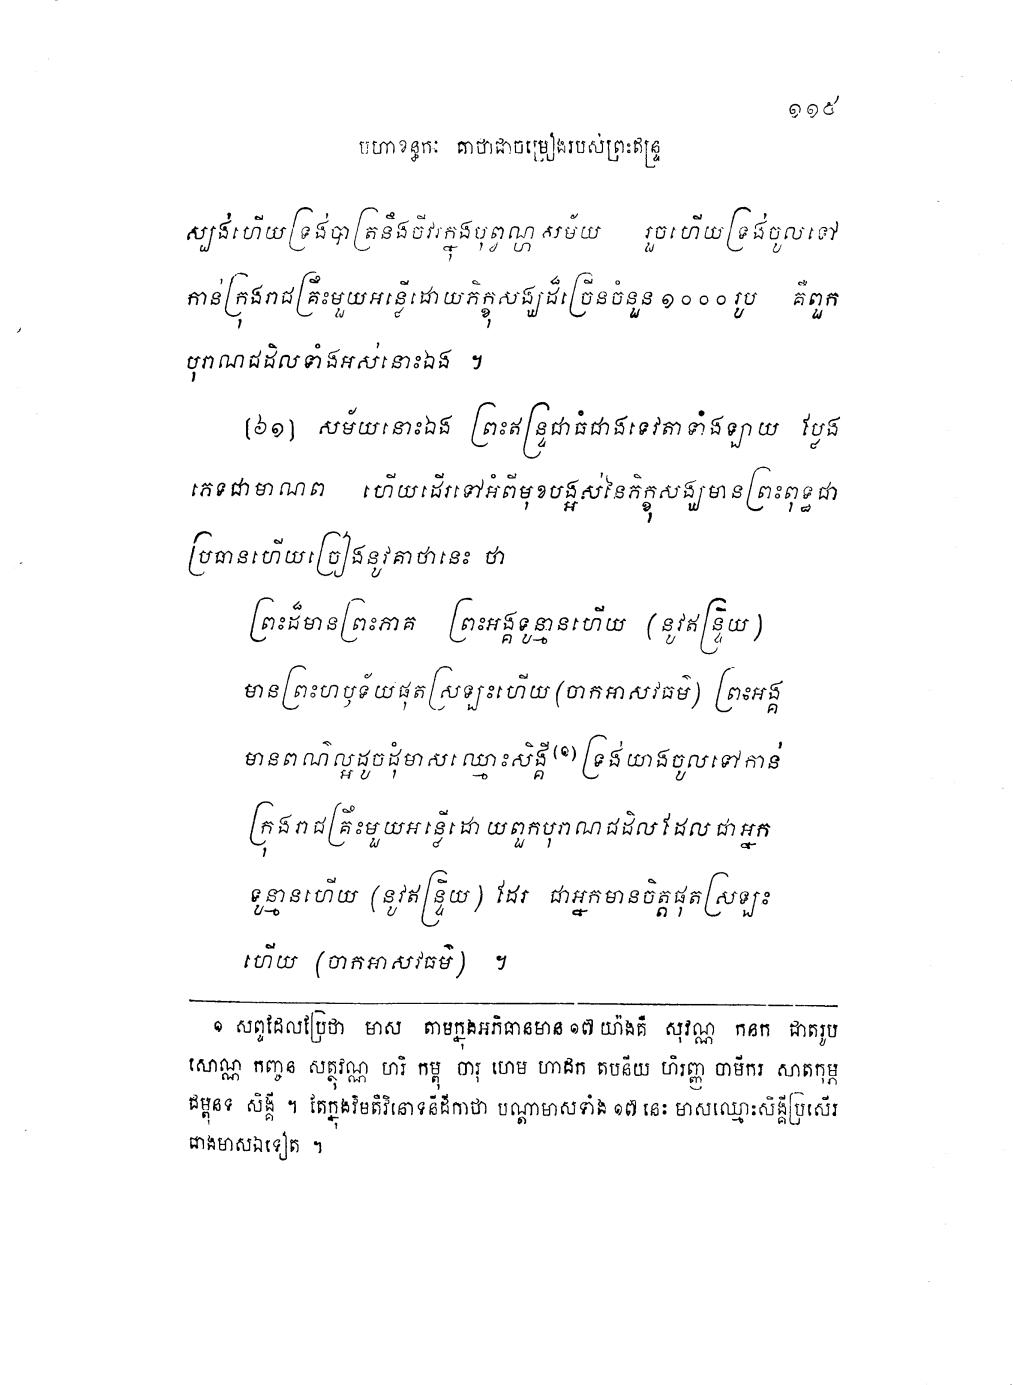 ១១៥
មហាខន្ធកៈ គាថាជាចម្រៀងរបស់ព្រះឥន្ទ្រ
ស្បង់ហើយទ្រង់បាត្រនឹងចីវរក្នុងបុព្វណ្ហសម័យ រួចហើយទ្រង់ចូលទៅ
កាន់ក្រុងរាជគ្រឹះមួយអន្លើដោយភិក្ខុសង្ឃដ៏ច្រើនចំនួន១០០០រូប គឺពួក
បុរាណជដិលទាំងអស់នោះឯង ។
(៦១) សម័យនោះឯង ព្រះឥន្ទ្រជាធំជាងទេវតាទាំងឡាយ ប្លែង
ភេទជាមាណព ហើយដើរទៅអំពីមុខបង្អស់នៃភិក្ខុសង្ឃមានព្រះពុទ្ធជា
ប្រធានហើយច្រៀងនូវគាថានេះ ថា
ព្រះដ៏មានព្រះភាគ ព្រះអង្គទូន្មានហើយ (នូវឥន្ទ្រិយ)
មានព្រះហឫទ័យផុតស្រឡះហើយ (ចាកអាសវធម៌) ព្រះអង្គ
មានពណ៌ល្អដូចដុំមាសឈ្មោះសិង្គី(១) ទ្រង់យាងចូលទៅកាន់
ក្រុងរាជគ្រឹះមួយអន្លើដោយពួកបុរាណជដិលដែលជាអ្នក
ទូន្មានហើយ (នូវឥន្ទ្រិយ) ដែរ ជាអ្នកមានចិត្តផុតស្រឡះ
ហើយ (ចាកអាសវធម៌) ។
១ សព្ទដែលប្រែថា មាស តាមក្នុងអភិធានមាន ១៧ យ៉ាងគឺ សុវណ្ណ កនក ជាតរូប
សោណ្ណ កញ្ចន សត្ថុវណ្ណ ហរិ កម្ពុ ចារុ ហេម ហាដក តបនីយ ហិរញ្ញ ចាមីករ សាតកុម្ភ
ជម្ពុនទ សិង្គី ។ តែក្នុងវិមតិវិនោទនីដីកាថា បណ្តាមាសទាំង ១៧ នេះ មាសឈ្មោះសិង្គីប្រសើរ
ជាងមាសឯទៀត ។